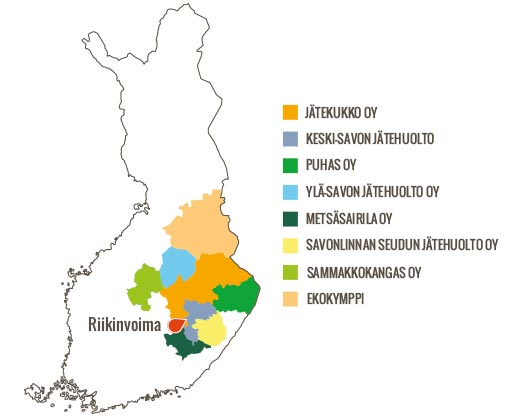 JÄTEKUKKO OY
KESKI-SAVON JÄTEHUOLTO
PUHAS OY
YLÄ-SAVON JÄTEHUOLTO OY
METSÄSAIRILA OY
SAVONLINNAN SEUDUN JÄTEHUOLTO OY
SAMMAKKOKANGAS OY
EKOKYMPPI
Riikinvoima